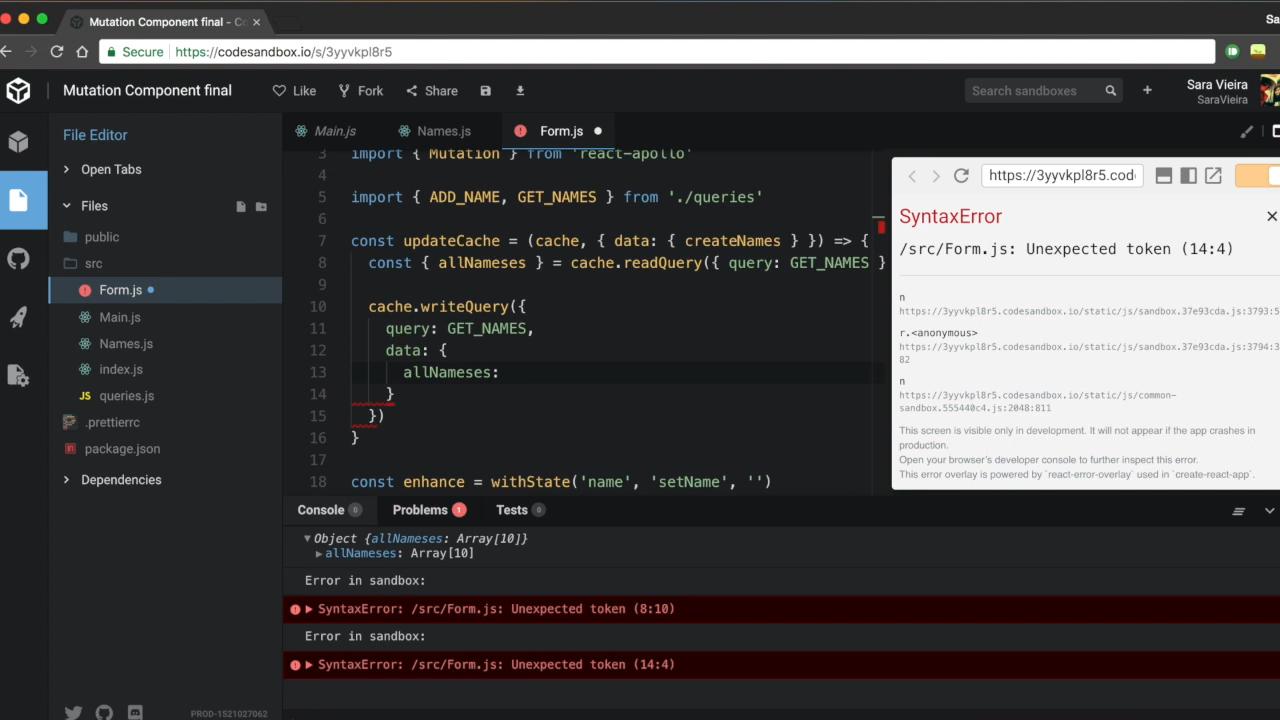 Mutation Component final - Co
Sa
Secure https://codesandbox.io/s/3yyvkpl8r5
Mutation Component final
Like
Fork
Share
Search sandboxes
Sara Vieira
SaraVieira
File Editor
Open Tabs
Files
public
src
Form.js
Main.js
Names.js
index.js
JS queries.js
.prettierrc
package.json
Dependencies
PROD-1521027062
Main.js
Names.js
Form.js
3 import { Mutation } from 'react-apollo'
4
5 import { ADD_NAME, GET_NAMES } from './queries'
6
7 const updateCache = (cache, { data: { createNames } }) => {
8 const { allNameses } = cache.readQuery({ query: GET_NAMES }
9
10 cache.writeQuery({
11 query: GET_NAMES,
12 data: {
13 allNameses:
14 }
15 })
16 }
17
18 const enhance = withState('name', 'setName', '')
https://3yyvkpl8r5.cod
SyntaxError
/src/Form.js: Unexpected token (14:4)
n
https://3yyvkpl8r5.codesandbox.io/static/js/sandbox.37e93cda.js:3793:5
r.<anonymous>
https://3yyvkpl8r5.codesandbox.io/static/js/sandbox.37e93cda.js:3794:3
82
n
https://3yyvkpl8r5.codesandbox.io/static/js/common-
sandbox.555440c4.js:2048:811
This screen is visible only in development. It will not appear if the app crashes in
production.
Open your browser's developer console to further inspect this error.
This error overlay is powered by `react-error-overlay` used in `create-react-app`.
Console 0
Problems 1
Tests 0
Object {allNameses: Array[10]}
allNameses: Array[10]
Error in sandbox:
SyntaxError: /src/Form.js: Unexpected token (8:10)
Error in sandbox:
SyntaxError: /src/Form.js: Unexpected token (14:4)